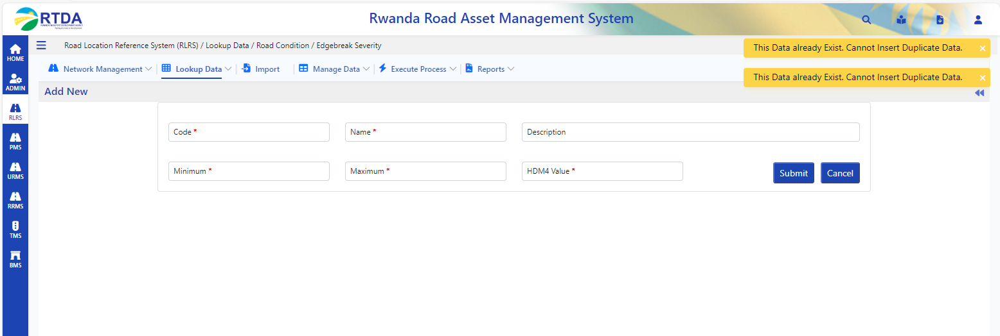 RTDA
Rwanda Road Asset Management System
HOME
ADMIN
RLRS
PMS
URMS
RRMS
TMS
BMS
Road Location Reference System (RLRS) / Lookup Data / Road Condition / Edgebreak Severity
This Data already Exist. Cannot Insert Duplicate Data. ×
Network Management | Lookup Data | Import | Manage Data | Execute Process | Reports
This Data already Exist. Cannot Insert Duplicate Data. ×
Add New
Code * Name * Description
Minimum * Maximum * HDM4 Value * Submit Cancel